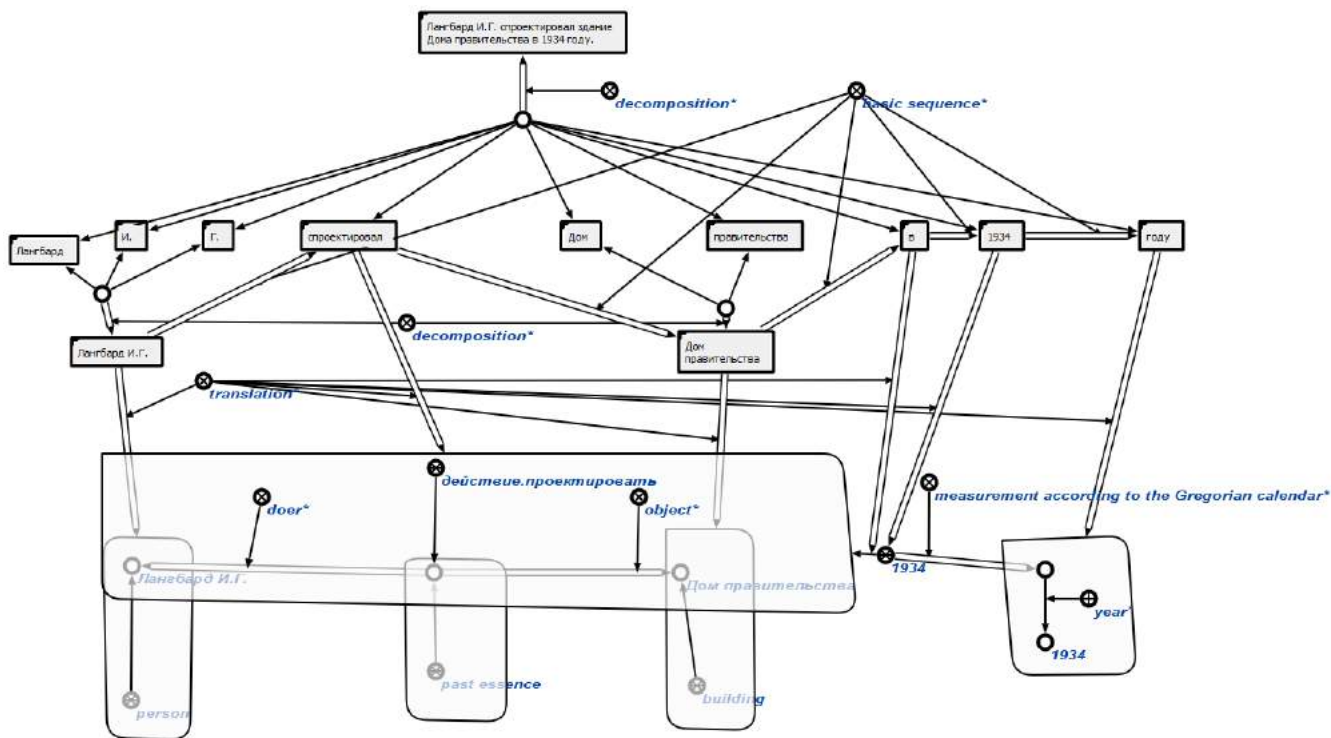 Лангбард И.Г. спроектировал здание
Дома правительства в 1934 году.
decomposition*
basic sequence*
Лангбард
И.
Г.
спроектировал
Дом
правительства
в
1934
году
decomposition*
Лангбард И.Г.
Дом
правительства
translation*
действие.проектировать
doer*
object*
measurement according to the Gregorian calendar*
Лангбард И.Г.
Дом правительства
1934
year*
1934
person
past essence
building